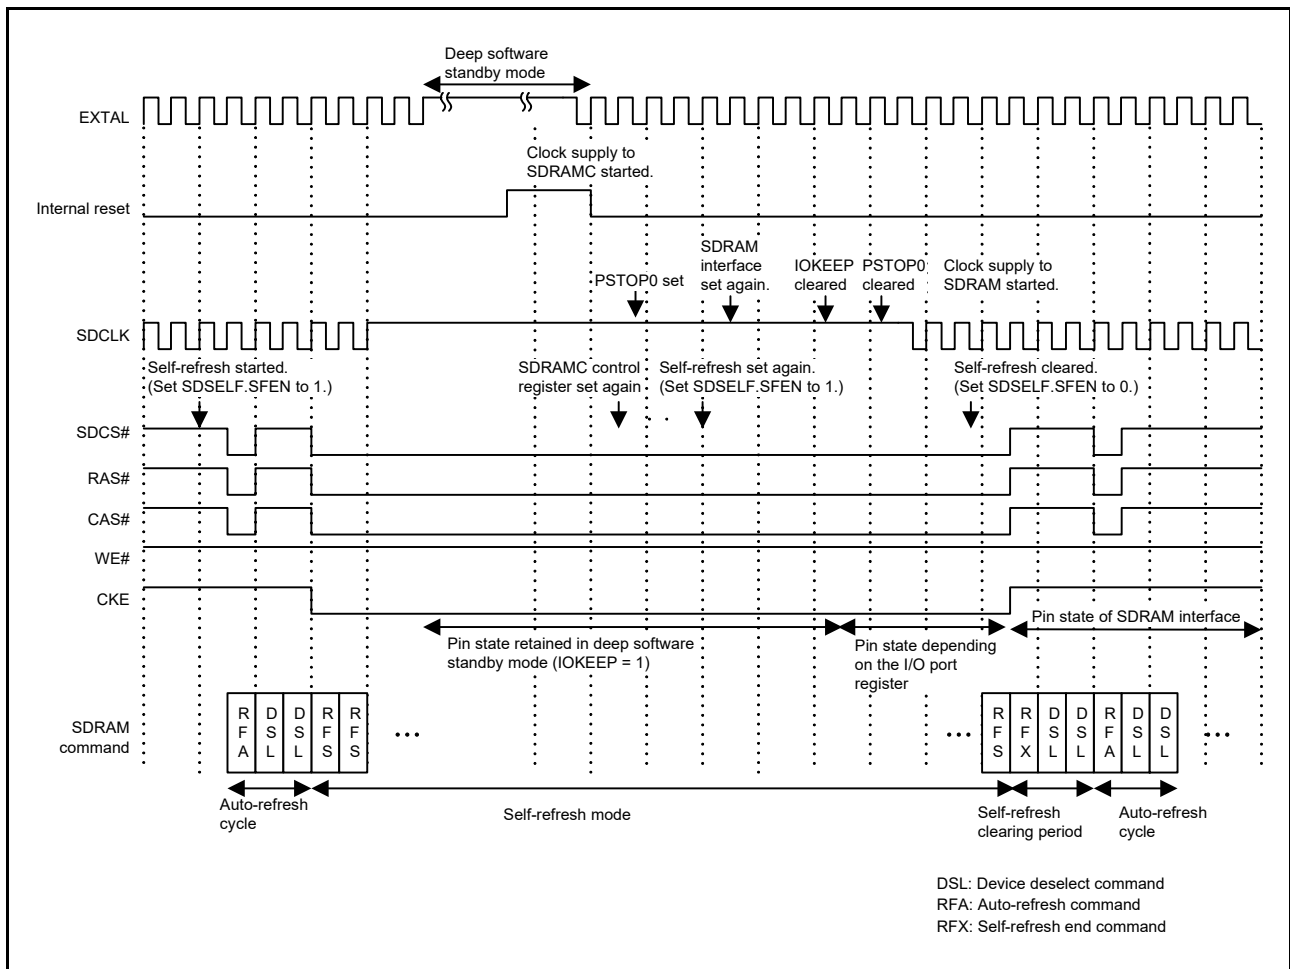 Deep software
standby mode
EXTAL
Clock supply to
SDRAMC started.
Internal reset
SDRAM
interface
set again.
PSTOP0 set
IOKEEP
cleared
PSTOP0
cleared
Clock supply to
SDRAM started.
SDCLK
Self-refresh started.
(Set SDSELF.SFEN to 1.)
SDRAMC control
register set again
Self-refresh set again.
(Set SDSELF.SFEN to 1.)
Self-refresh cleared.
(Set SDSELF.SFEN to 0.)
SDCS#
RAS#
CAS#
WE#
CKE
Pin state retained in deep software
standby mode (IOKEEP = 1)
Pin state depending
on the I/O port
register
Pin state of SDRAM interface
SDRAM
command
RFA
DSL
DSL
RFS
RFS
...
...
RFS
RFX
DSL
DSL
RFA
DSL
DSL
...
Auto-refresh
cycle
Self-refresh mode
Self-refresh
clearing period
Auto-refresh
cycle
DSL: Device deselect command
RFA: Auto-refresh command
RFX: Self-refresh end command